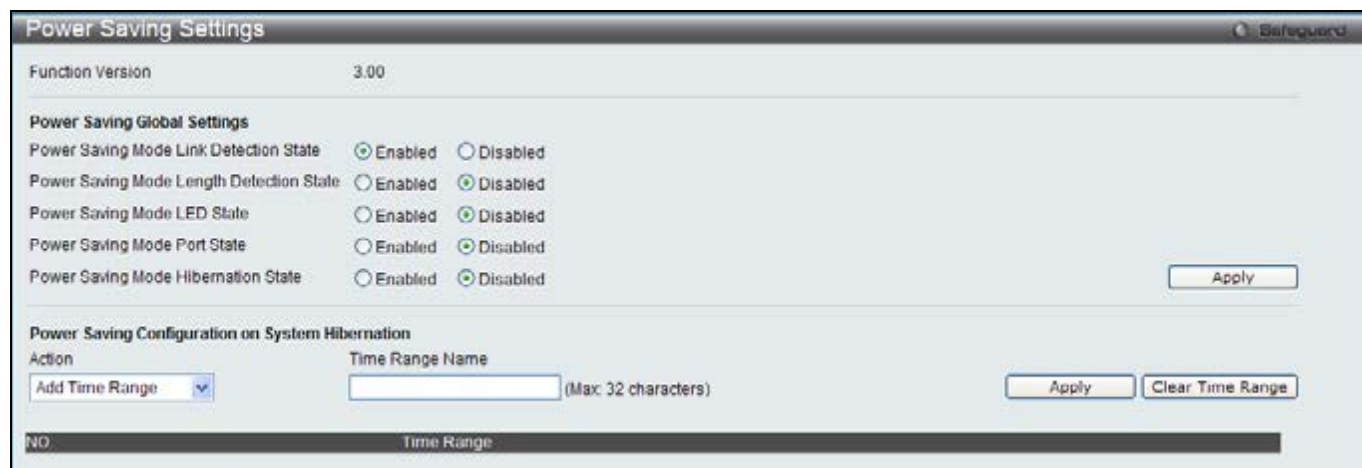 Power Saving Settings
Safeguard
Function Version 3.00
Power Saving Global Settings
Power Saving Mode Link Detection State Enabled Disabled
Power Saving Mode Length Detection State Enabled Disabled
Power Saving Mode LED State Enabled Disabled
Power Saving Mode Port State Enabled Disabled
Power Saving Mode Hibernation State Enabled Disabled Apply
Power Saving Configuration on System Hibernation
Action Time Range Name
Add Time Range (Max: 32 characters) Apply Clear Time Range
NO. Time Range